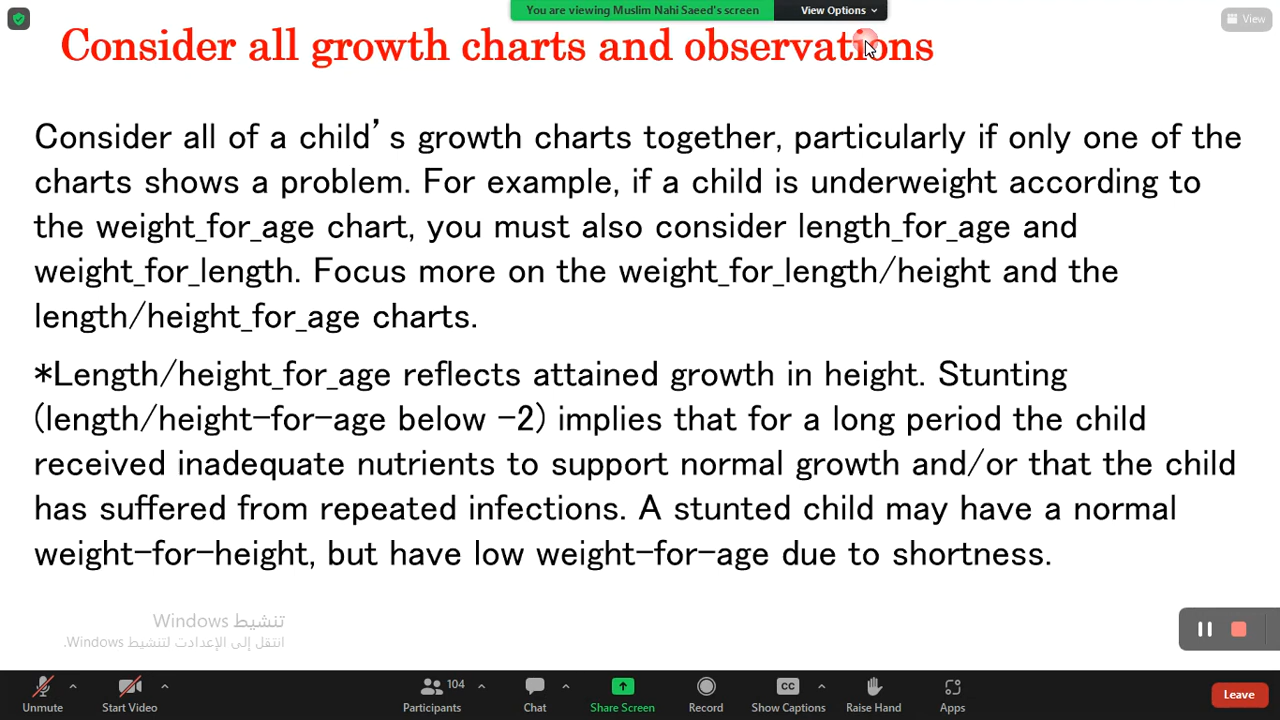 You are viewing Muslim Nahi Saeed's screen
View Options
View
Consider all growth charts and observations
Consider all of a child’s growth charts together, particularly if only one of the
charts shows a problem. For example, if a child is underweight according to
the weight_for_age chart, you must also consider length_for_age and
weight_for_length. Focus more on the weight_for_length/height and the
length/height_for_age charts.
*Length/height_for_age reflects attained growth in height. Stunting
(length/height-for-age below -2) implies that for a long period the child
received inadequate nutrients to support normal growth and/or that the child
has suffered from repeated infections. A stunted child may have a normal
weight-for-height, but have low weight-for-age due to shortness.
تنشيط Windows
انتقل إلى الإعدادت لتنشيط Windows.
Unmute
Start Video
104
Participants
Chat
Share Screen
Record
CC
Show Captions
Raise Hand
Apps
Leave